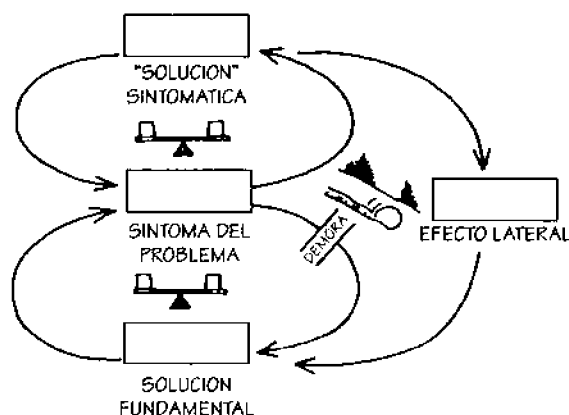 "SOLUCION"
SINTOMATICA
SINTOMA DEL
PROBLEMA
DEMORA
EFECTO LATERAL
SOLUCION
FUNDAMENTAL